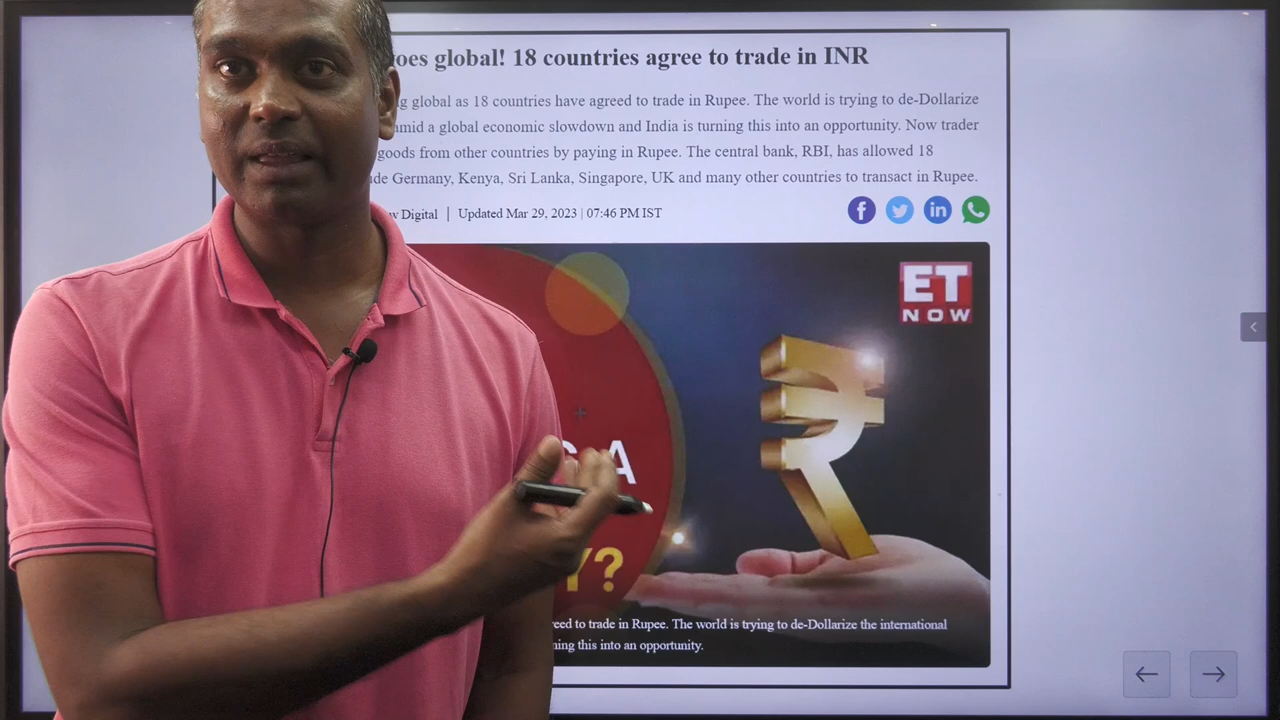 goes global! 18 countries agree to trade in INR
global as 18 countries have agreed to trade in Rupee. The world is trying to de-Dollarize
amid a global economic slowdown and India is turning this into an opportunity. Now trader
goods from other countries by paying in Rupee. The central bank, RBI, has allowed 18
Germany, Kenya, Sri Lanka, Singapore, UK and many other countries to transact in Rupee.
Digital | Updated Mar 29, 2023 | 07:46 PM IST
f
in
ET
NOW
A
Y?
to trade in Rupee. The world is trying to de-Dollarize the international
this into an opportunity.